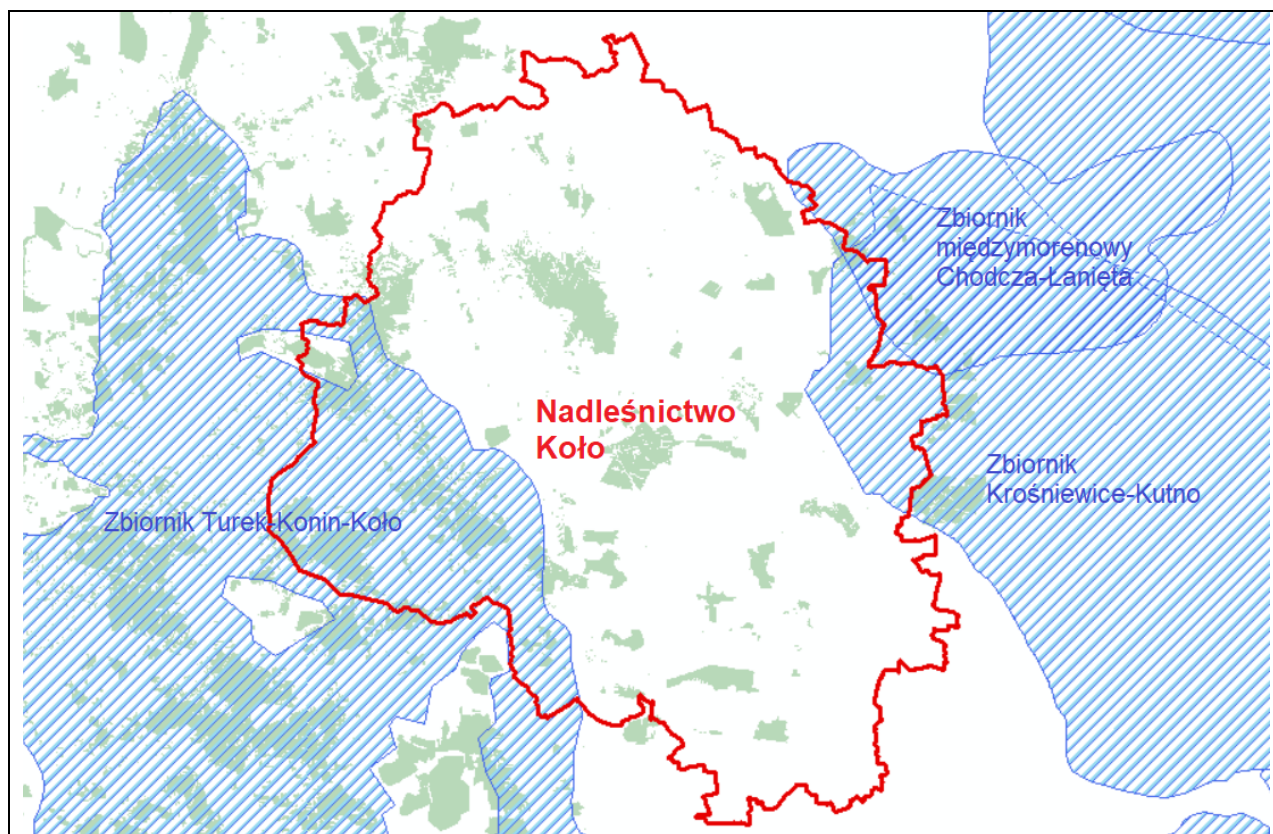 Zbiornik
międzymorenowy
Chodcza-Łanięta
Nadleśnictwo
Koło
Zbiornik
Krośniewice-Kutno
Zbiornik Turek-Konin-Koło